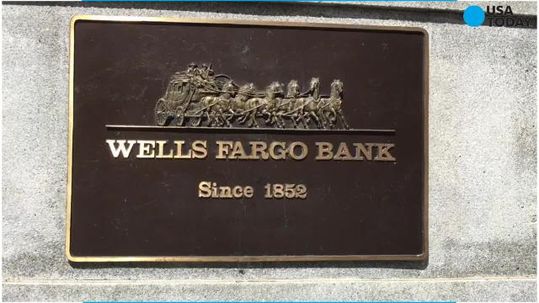 USA
TODAY
WELLS FARGO BANK
Since 1852